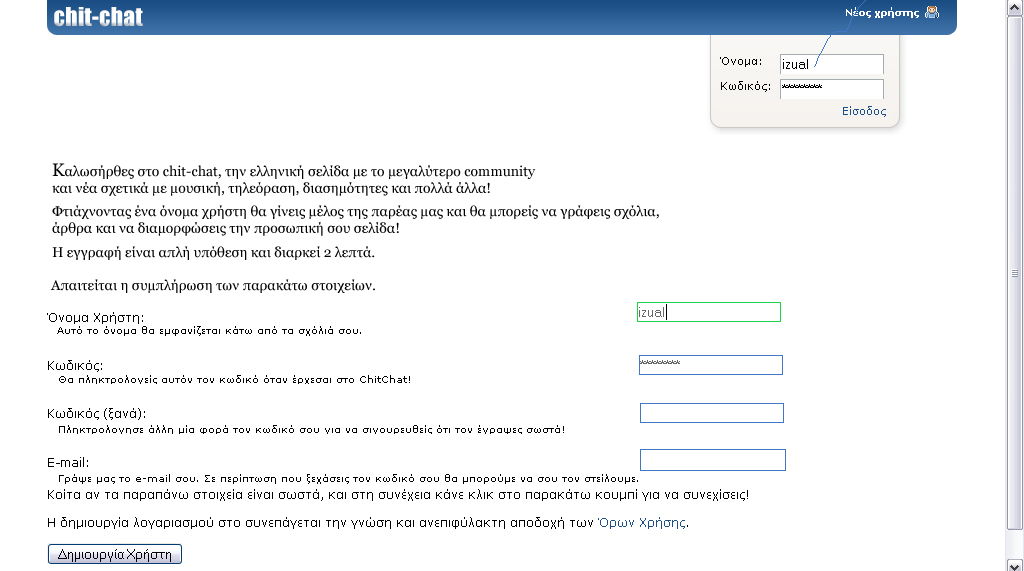 chit-chat
Νέος χρήστης
Όνομα: izual
Κωδικός: *********
Είσοδος
Καλωσήρθες στο chit-chat, την ελληνική σελίδα με το μεγαλύτερο community
και νέα σχετικά με μουσική, τηλεόραση, διασημότητες και πολλά άλλα!
Φτιάχνοντας ένα όνομα χρήστη θα γίνεις μέλος της παρέας μας και θα μπορείς να γράφεις σχόλια,
άρθρα και να διαμορφώσεις την προσωπική σου σελίδα!
Η εγγραφή είναι απλή υπόθεση και διαρκεί 2 λεπτά.
Απαιτείται η συμπλήρωση των παρακάτω στοιχείων.
Όνομα Χρήστη: izual
Αυτό το όνομα θα εμφανίζεται κάτω από τα σχόλιά σου.
Κωδικός: ********
Θα πληκτρολογείς αυτόν τον κωδικό όταν έρχεσαι στο ChitChat!
Κωδικός (ξανά):
Πληκτρολογησε άλλη μία φορά τον κωδικό σου για να σιγουρευθείς ότι τον έγραψες σωστά!
E-mail:
Γράψε μας το e-mail σου. Σε περίπτωση που ξεχάσεις τον κωδικό σου θα μπορούμε να σου τον στείλουμε.
Κοίτα αν τα παραπάνω στοιχεία είναι σωστά, και στη συνέχεια κάνε κλικ στο παρακάτω κουμπί για να συνεχίσεις!
Η δημιουργία λογαριασμού στο συνεπάγεται την γνώση και ανεπιφύλακτη αποδοχή των Όρων Χρήσης.
Δημιουργία Χρήστη